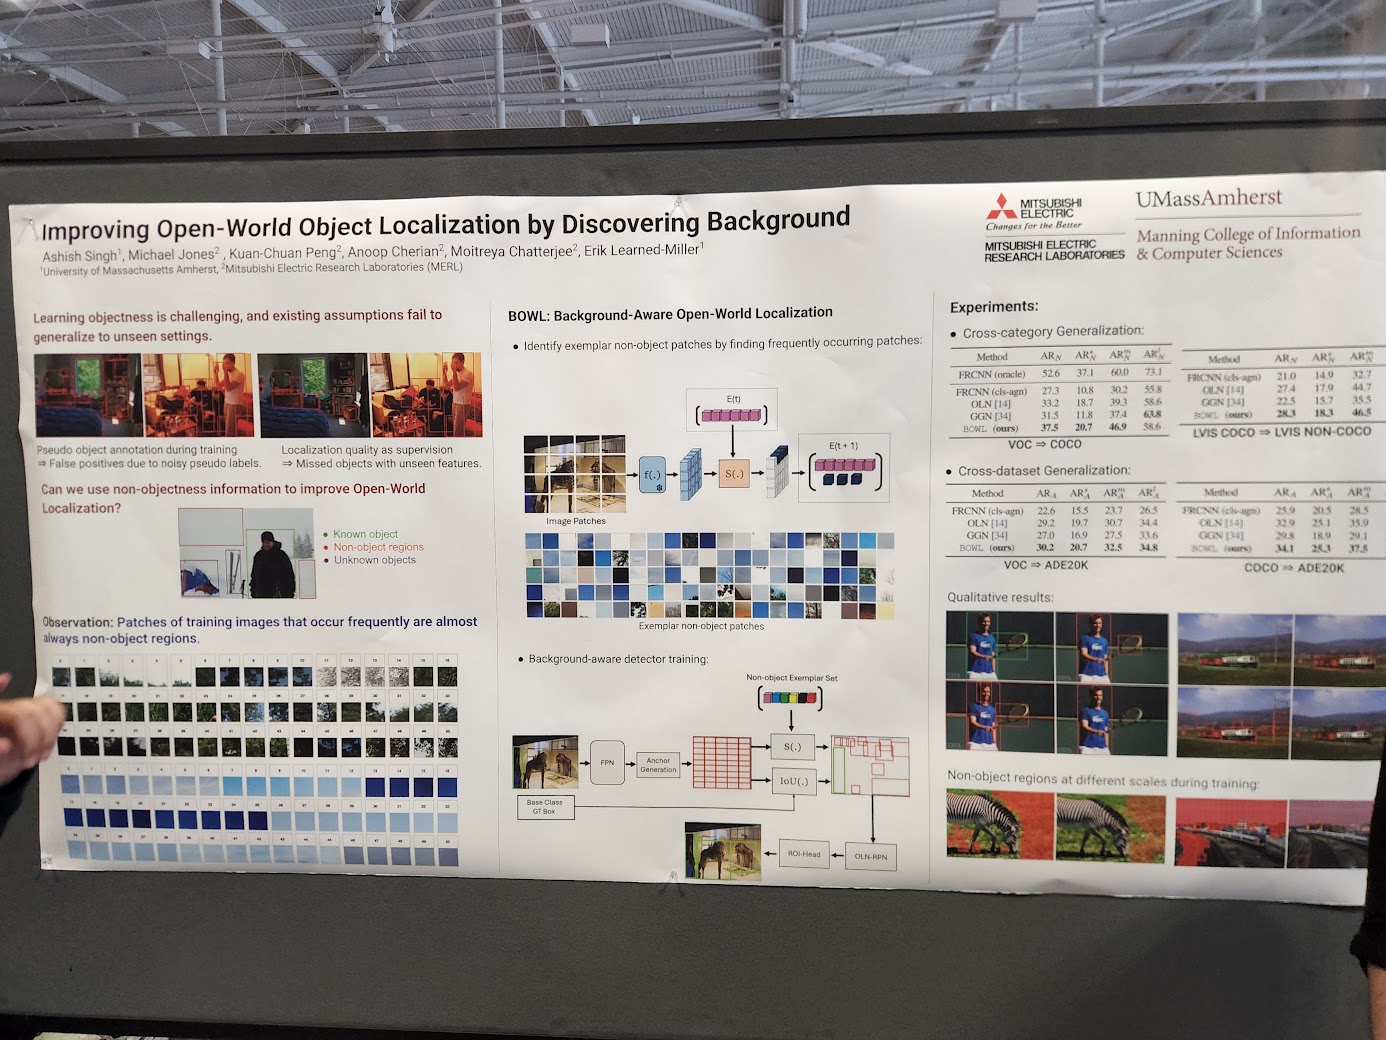 Improving Open-World Object Localization by Discovering Background
Ashish Singh¹, Michael Jones², Kuan-Chuan Peng², Anoop Cherian², Moitreya Chatterjee², Erik Learned-Miller¹
¹University of Massachusetts Amherst, ²Mitsubishi Electric Research Laboratories (MERL)
MITSUBISHI
ELECTRIC
Changes for the Better
MITSUBISHI ELECTRIC
RESEARCH LABORATORIES
UMassAmherst
Manning College of Information
& Computer Sciences
Learning objectness is challenging, and existing assumptions fail to
generalize to unseen settings.
Pseudo object annotation during training
⇒ False positives due to noisy pseudo labels.
Localization quality as supervision
⇒ Missed objects with unseen features.
Can we use non-objectness information to improve Open-World
Localization?
• Known object
• Non-object regions
• Unknown objects
Observation: Patches of training images that occur frequently are almost
always non-object regions.
BOWL: Background-Aware Open-World Localization
• Identify exemplar non-object patches by finding frequently occurring patches:
E(t)
E(t + 1)
f(.)
S(.)
Image Patches
Exemplar non-object patches
• Background-aware detector training:
Non-object Exemplar Set
FPN
Anchor
Generation
S(.)
IoU(.)
Base Class
GT Box
ROI-Head
OLN-RPN
Experiments:
• Cross-category Generalization:
Method AR_N AR_N^s AR_N^m AR_N^l
FRCNN (oracle) 52.6 37.1 60.0 73.1
FRCNN (cls-agn) 27.3 10.8 30.2 55.8
OLN [14] 33.2 18.7 39.3 58.6
GGN [34] 31.5 11.8 37.4 63.8
BOWL (ours) 37.5 20.7 46.9 58.6
VOC ⇒ COCO
Method AR_N AR_N^s AR_N^m
FRCNN (cls-agn) 21.0 14.9 32.7
OLN [14] 27.4 17.9 44.7
GGN [34] 22.5 15.7 35.5
BOWL (ours) 28.3 18.3 46.5
LVIS COCO ⇒ LVIS NON-COCO
• Cross-dataset Generalization:
Method AR_A AR_A^s AR_A^m AR_A^l
FRCNN (cls-agn) 22.6 15.5 23.7 26.5
OLN [14] 29.2 19.7 30.7 34.4
GGN [34] 27.0 16.9 27.5 33.6
BOWL (ours) 30.2 20.7 32.5 34.8
VOC ⇒ ADE20K
Method AR_A AR_A^s AR_A^m
FRCNN (cls-agn) 25.9 20.5 28.5
OLN [14] 32.9 25.1 35.9
GGN [34] 29.8 18.9 29.1
BOWL (ours) 34.1 25.3 37.5
COCO ⇒ ADE20K
Qualitative results:
Non-object regions at different scales during training: